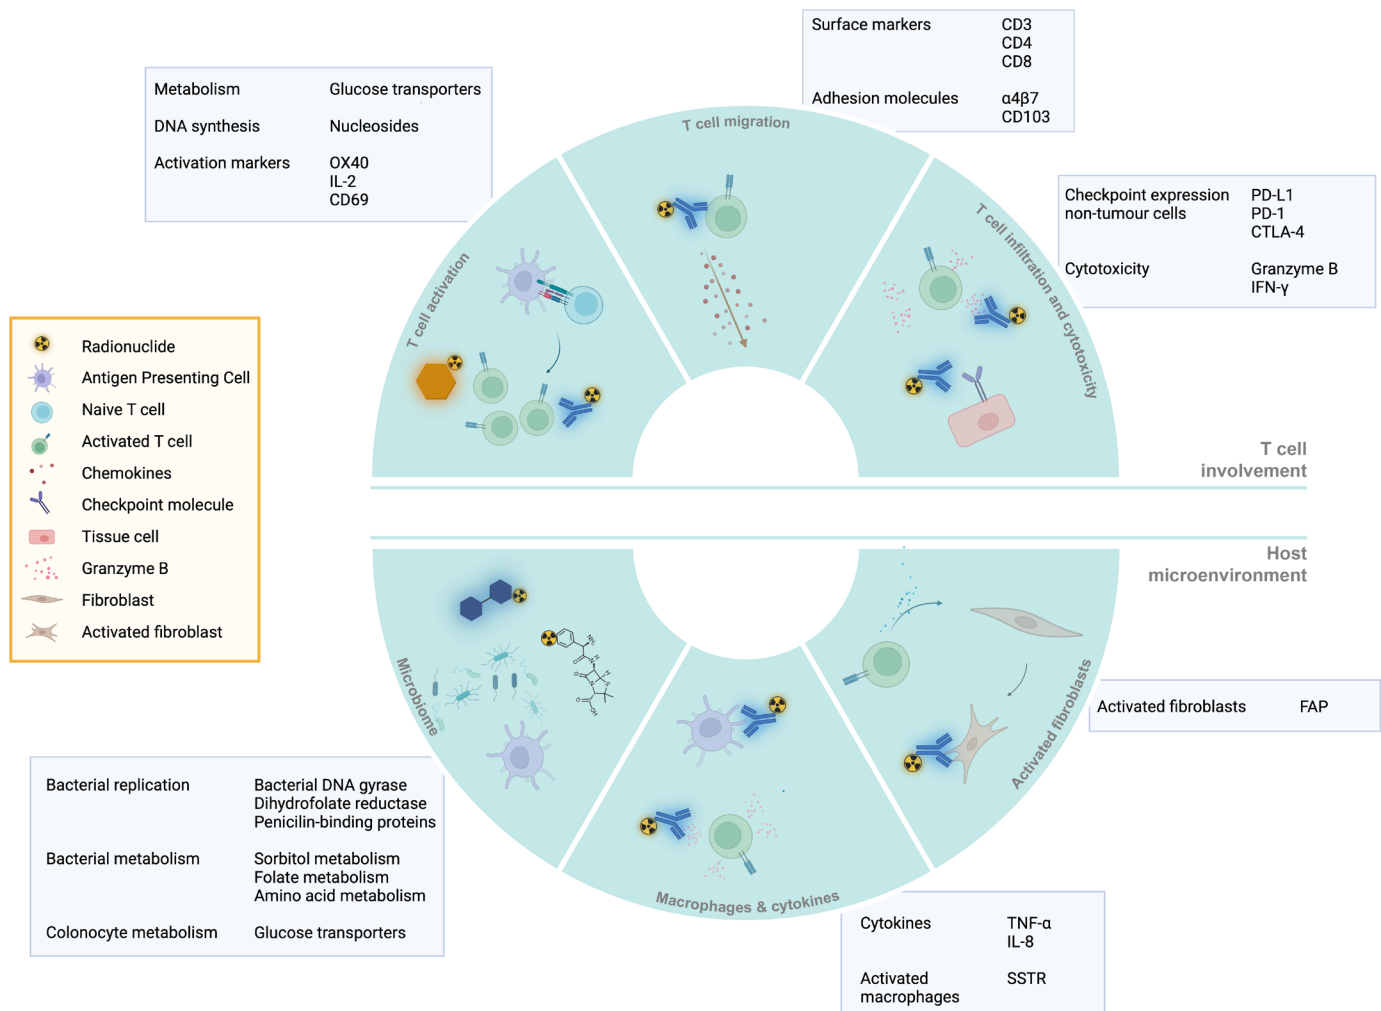 Surface markers CD3
CD4
CD8
Adhesion molecules α4β7
CD103
Metabolism Glucose transporters
DNA synthesis Nucleosides
Activation markers OX40
IL-2
CD69
T cell migration
Checkpoint expression PD-L1
non-tumour cells PD-1
CTLA-4
Cytotoxicity Granzyme B
IFN-γ
T cell activation
T cell infiltration and cytotoxicity
Radionuclide
Antigen Presenting Cell
Naive T cell
Activated T cell
Chemokines
Checkpoint molecule
Tissue cell
Granzyme B
Fibroblast
Activated fibroblast
T cell
involvement
Host
microenvironment
Microbiome
NH₂
O
H
N
H
O
N
S
O
OH
Activated fibroblasts
Activated fibroblasts FAP
Bacterial replication Bacterial DNA gyrase
Dihydrofolate reductase
Penicilin-binding proteins
Bacterial metabolism Sorbitol metabolism
Folate metabolism
Amino acid metabolism
Colonocyte metabolism Glucose transporters
Macrophages & cytokines
Cytokines TNF-α
IL-8
Activated SSTR
macrophages